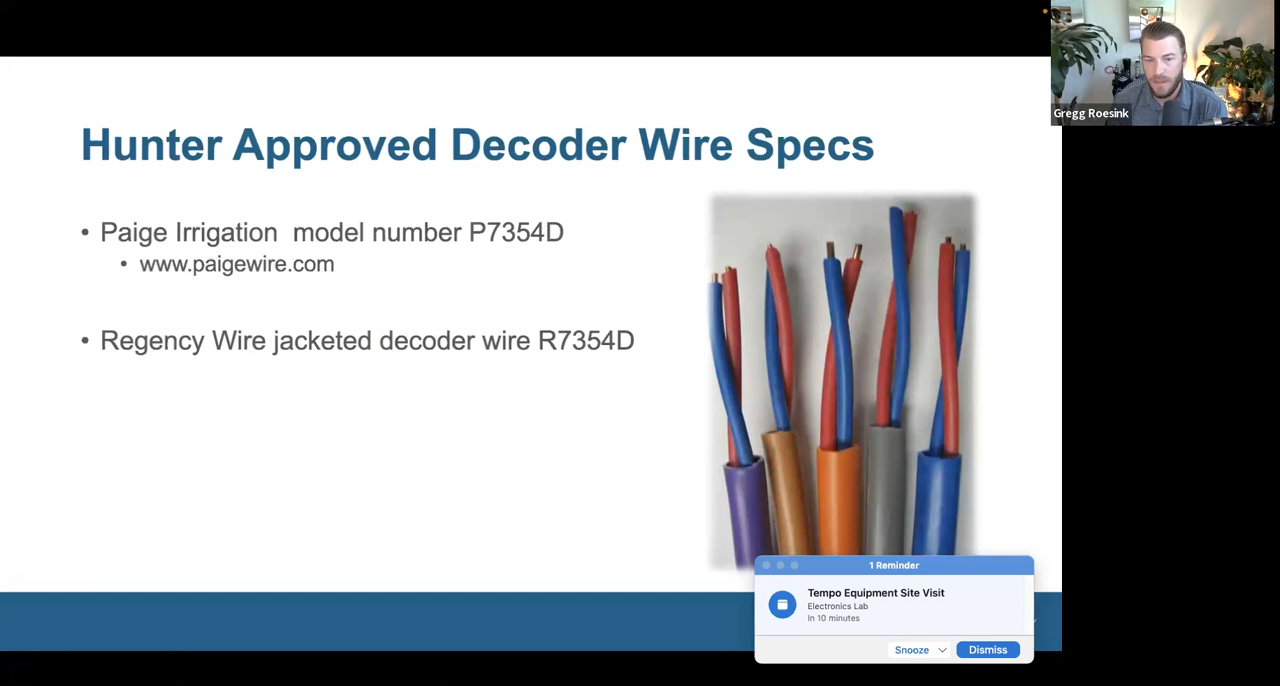 Gregg Roesink
Hunter Approved Decoder Wire Specs
• Paige Irrigation model number P7354D
• www.paigewire.com
• Regency Wire jacketed decoder wire R7354D
1 Reminder
Tempo Equipment Site Visit
Electronics Lab
In 10 minutes
Snooze
Dismiss